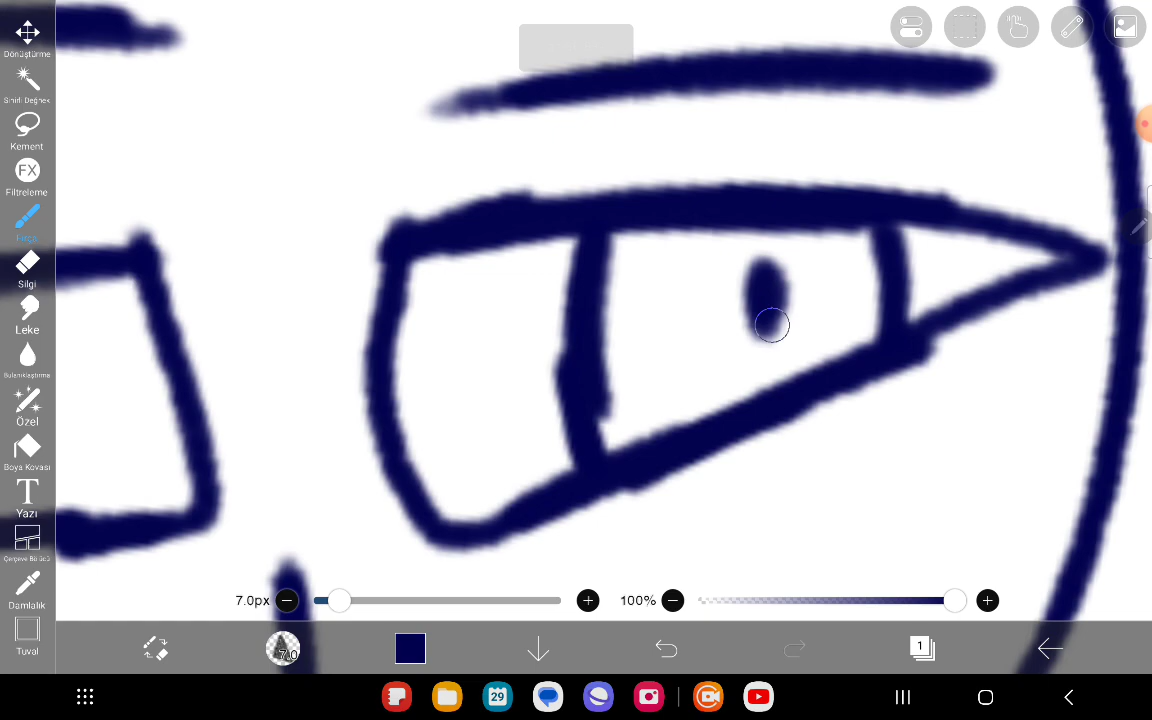 Dönüştürme
Sihirli Değnek
Kement
FX
Filtreleme
Fırça
Silgi
Leke
Bulanıklaştırma
Özel
Boya Kovası
T
Yazı
Çerçeve Bölücü
Damlalık
Tuval
7.0px
100%
7.0
1
29